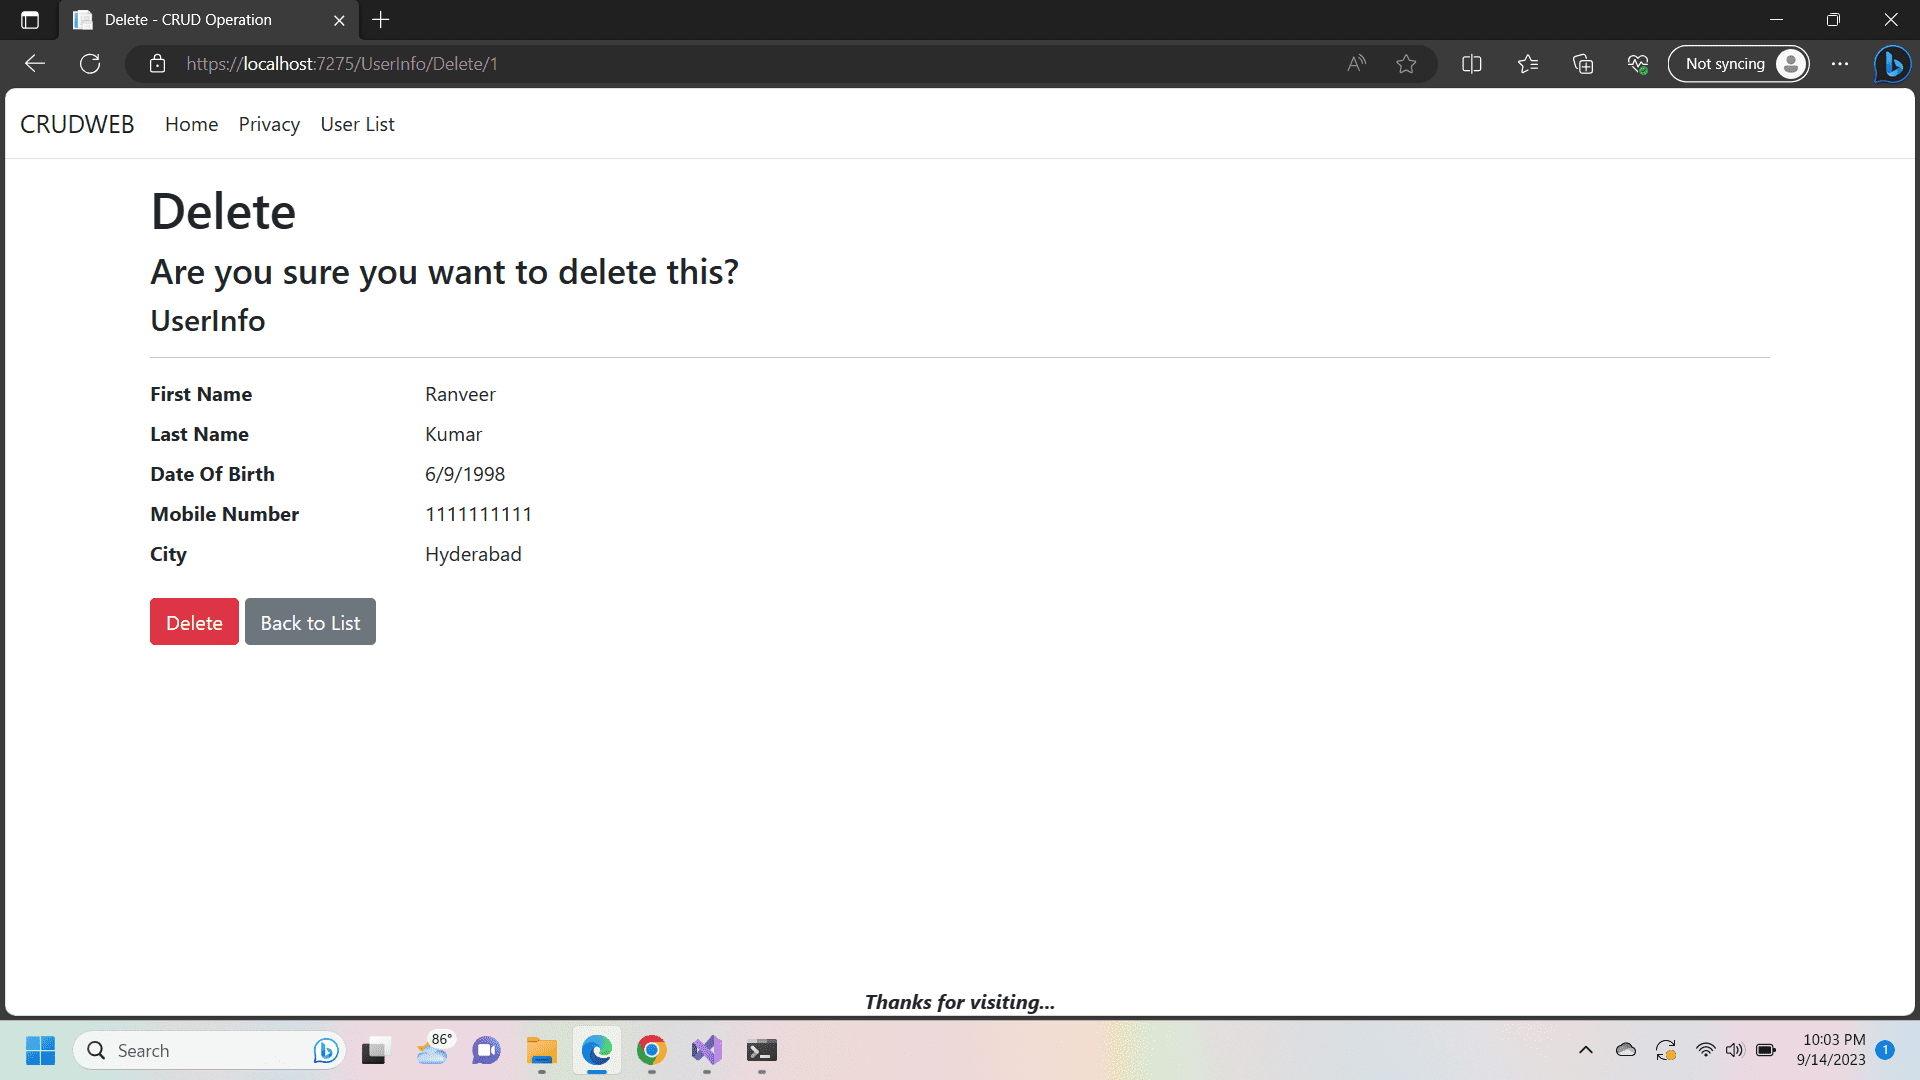 Delete - CRUD Operation
https://localhost:7275/UserInfo/Delete/1
Not syncing
CRUDWEB Home Privacy User List
Delete
Are you sure you want to delete this?
UserInfo
First Name Ranveer
Last Name Kumar
Date Of Birth 6/9/1998
Mobile Number 1111111111
City Hyderabad
Delete Back to List
Thanks for visiting...
Search
86°
10:03 PM
9/14/2023
1